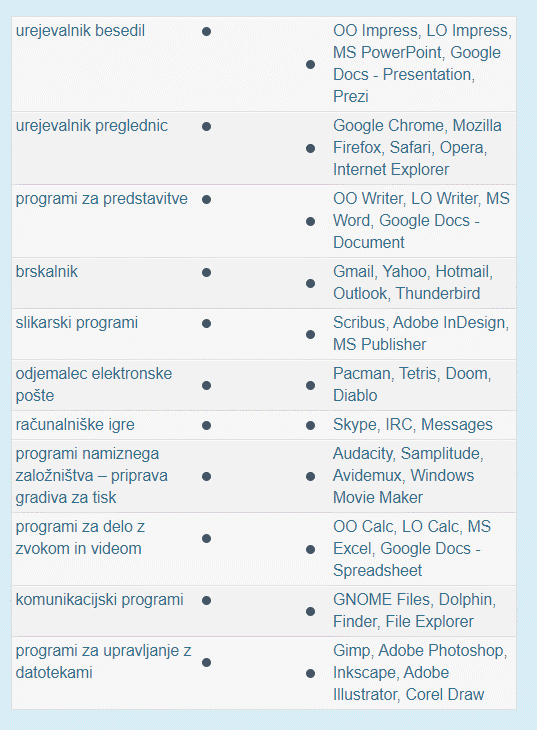 urejevalnik besedil
OO Impress, LO Impress,
MS PowerPoint, Google
Docs - Presentation,
Prezi
urejevalnik preglednic
Google Chrome, Mozilla
Firefox, Safari, Opera,
Internet Explorer
programi za predstavitve
OO Writer, LO Writer, MS
Word, Google Docs -
Document
brskalnik
Gmail, Yahoo, Hotmail,
Outlook, Thunderbird
slikarski programi
Scribus, Adobe InDesign,
MS Publisher
odjemalec elektronske
pošte
Pacman, Tetris, Doom,
Diablo
računalniške igre
Skype, IRC, Messages
programi namiznega
založništva – priprava
gradiva za tisk
Audacity, Samplitude,
Avidemux, Windows
Movie Maker
programi za delo z
zvokom in videom
OO Calc, LO Calc, MS
Excel, Google Docs -
Spreadsheet
komunikacijski programi
GNOME Files, Dolphin,
Finder, File Explorer
programi za upravljanje z
datotekami
Gimp, Adobe Photoshop,
Inkscape, Adobe
Illustrator, Corel Draw